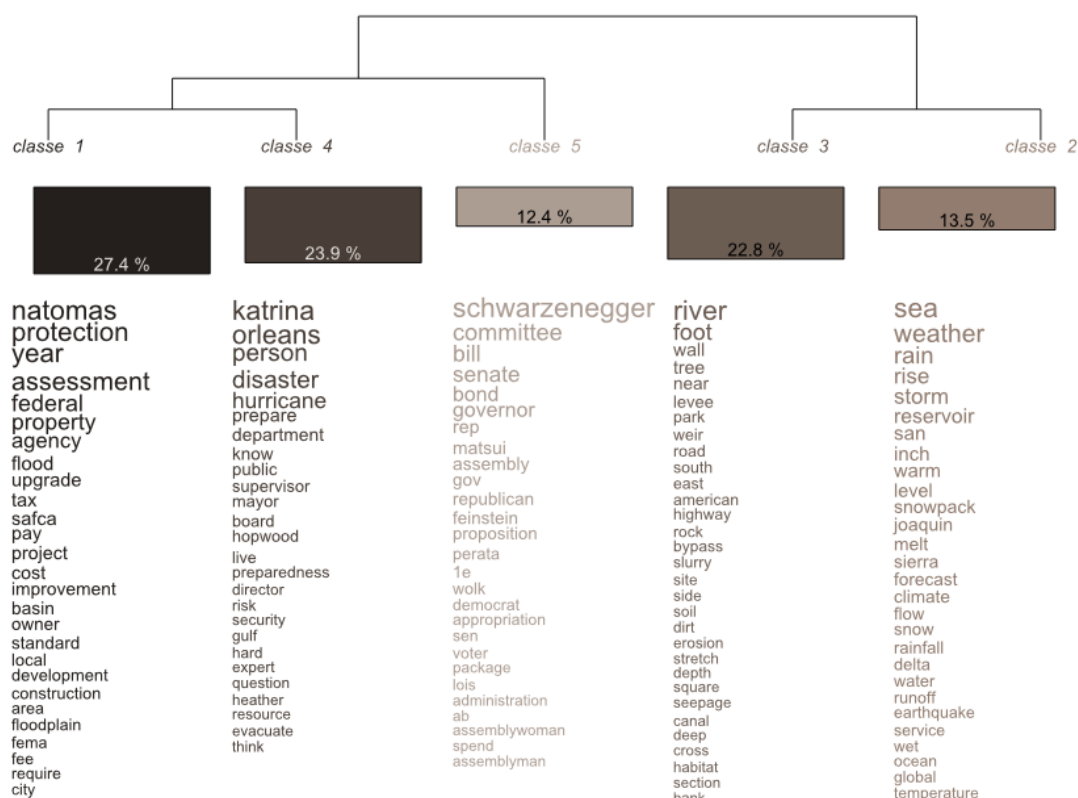 classe 1
classe 4
classe 5
classe 3
classe 2
27.4 %
23.9 %
12.4 %
22.8 %
13.5 %
natomas
protection
year
assessment
federal
property
agency
flood
upgrade
tax
safca
pay
project
cost
improvement
basin
owner
standard
local
development
construction
area
floodplain
fema
fee
require
city
katrina
orleans
person
disaster
hurricane
prepare
department
know
public
supervisor
mayor
board
hopwood
live
preparedness
director
risk
security
gulf
hard
expert
question
heather
resource
evacuate
think
schwarzenegger
committee
bill
senate
bond
governor
rep
matsui
assembly
gov
republican
feinstein
proposition
perata
1e
wolk
democrat
appropriation
sen
voter
package
lois
administration
ab
assemblywoman
spend
assemblyman
river
foot
wall
tree
near
levee
park
weir
road
south
east
american
highway
rock
bypass
slurry
site
side
soil
dirt
erosion
stretch
depth
square
seepage
canal
deep
cross
habitat
section
sea
weather
rain
rise
storm
reservoir
san
inch
warm
level
snowpack
joaquin
melt
sierra
forecast
climate
flow
snow
rainfall
delta
water
runoff
earthquake
service
wet
ocean
global
temperature